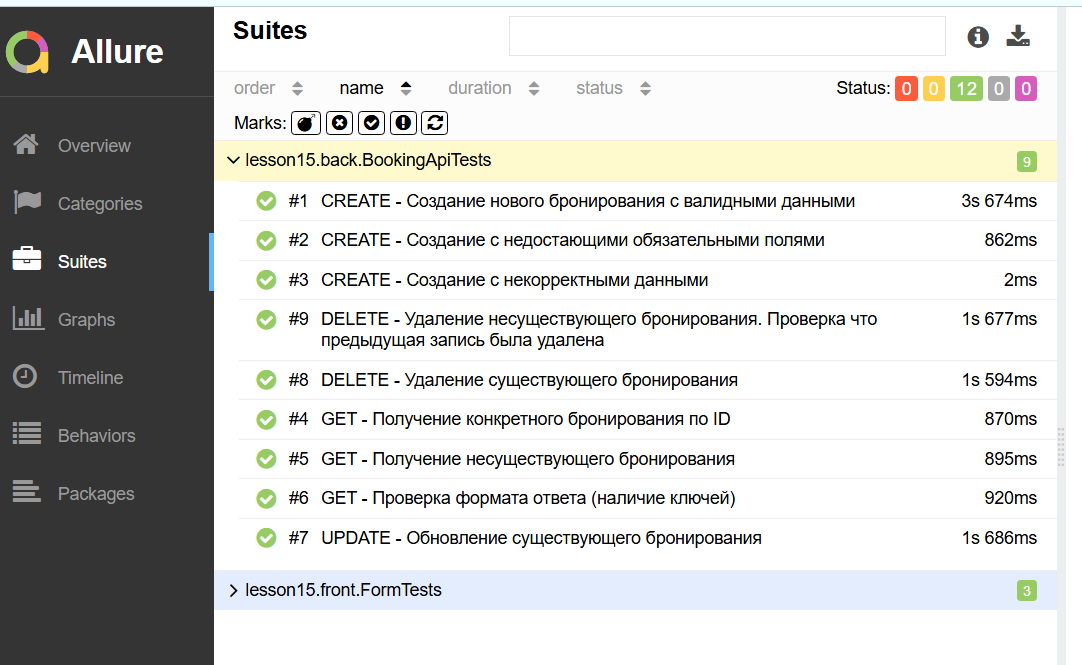 Allure
Overview
Categories
Suites
Graphs
Timeline
Behaviors
Packages
Suites
order name duration status Status: 0 0 12 0 0
Marks:
lesson15.back.BookingApiTests 9
#1 CREATE - Создание нового бронирования с валидными данными 3s 674ms
#2 CREATE - Создание с недостающими обязательными полями 862ms
#3 CREATE - Создание с некорректными данными 2ms
#9 DELETE - Удаление несуществующего бронирования. Проверка что 1s 677ms
предыдущая запись была удалена
#8 DELETE - Удаление существующего бронирования 1s 594ms
#4 GET - Получение конкретного бронирования по ID 870ms
#5 GET - Получение несуществующего бронирования 895ms
#6 GET - Проверка формата ответа (наличие ключей) 920ms
#7 UPDATE - Обновление существующего бронирования 1s 686ms
lesson15.front.FormTests 3